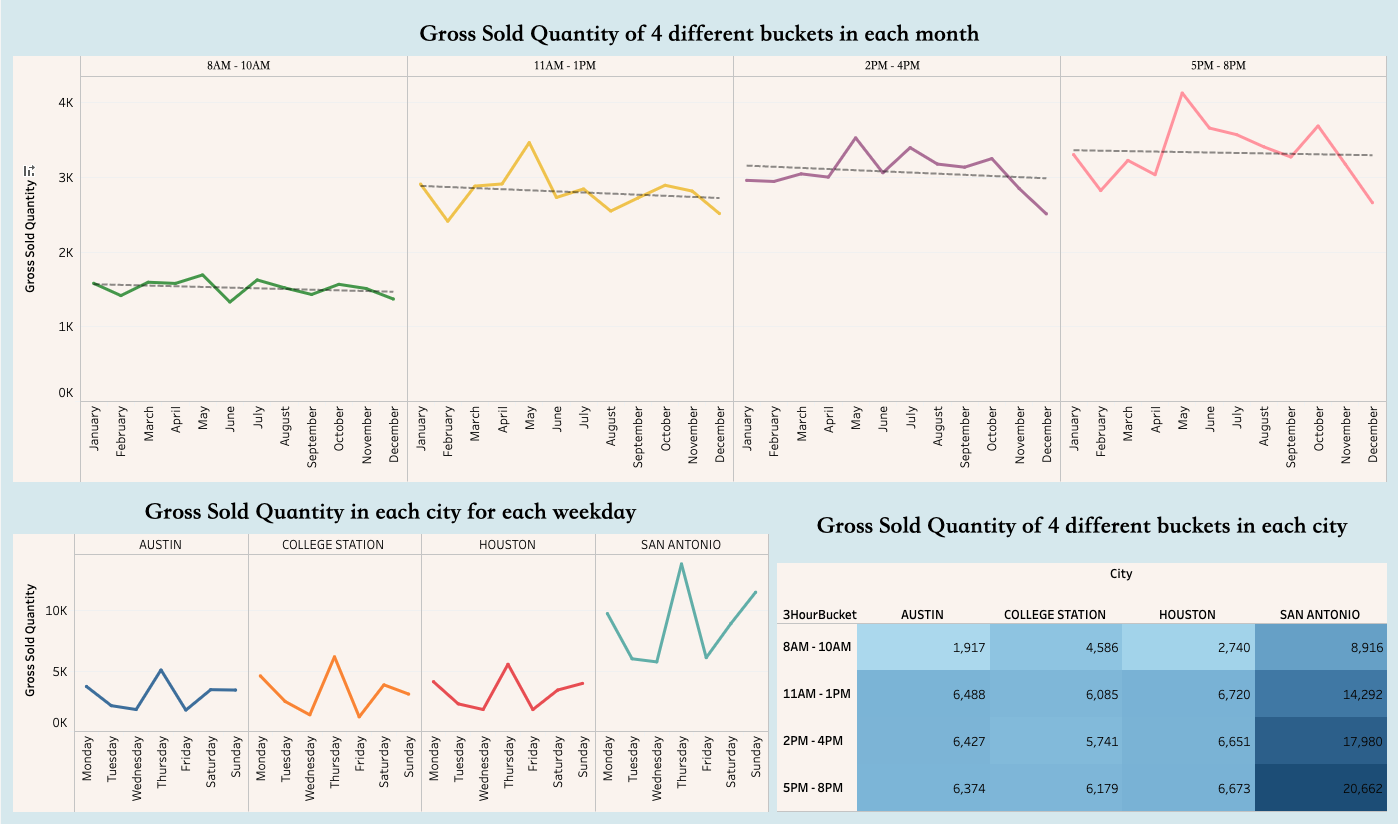 Gross Sold Quantity of 4 different buckets in each month
8AM - 10AM 11AM - 1PM 2PM - 4PM 5PM - 8PM
Gross Sold Quantity
4K
3K
2K
1K
0K
January February March April May June July August September October November December January February March April May June July August September October November December January February March April May June July August September October November December January February March April May June July August September October November December
Gross Sold Quantity in each city for each weekday
AUSTIN COLLEGE STATION HOUSTON SAN ANTONIO
Gross Sold Quantity
10K
5K
0K
Monday Tuesday Wednesday Thursday Friday Saturday Sunday Monday Tuesday Wednesday Thursday Friday Saturday Sunday Monday Tuesday Wednesday Thursday Friday Saturday Sunday Monday Tuesday Wednesday Thursday Friday Saturday Sunday
Gross Sold Quantity of 4 different buckets in each city
City
3HourBucket AUSTIN COLLEGE STATION HOUSTON SAN ANTONIO
8AM - 10AM 1,917 4,586 2,740 8,916
11AM - 1PM 6,488 6,085 6,720 14,292
2PM - 4PM 6,427 5,741 6,651 17,980
5PM - 8PM 6,374 6,179 6,673 20,662